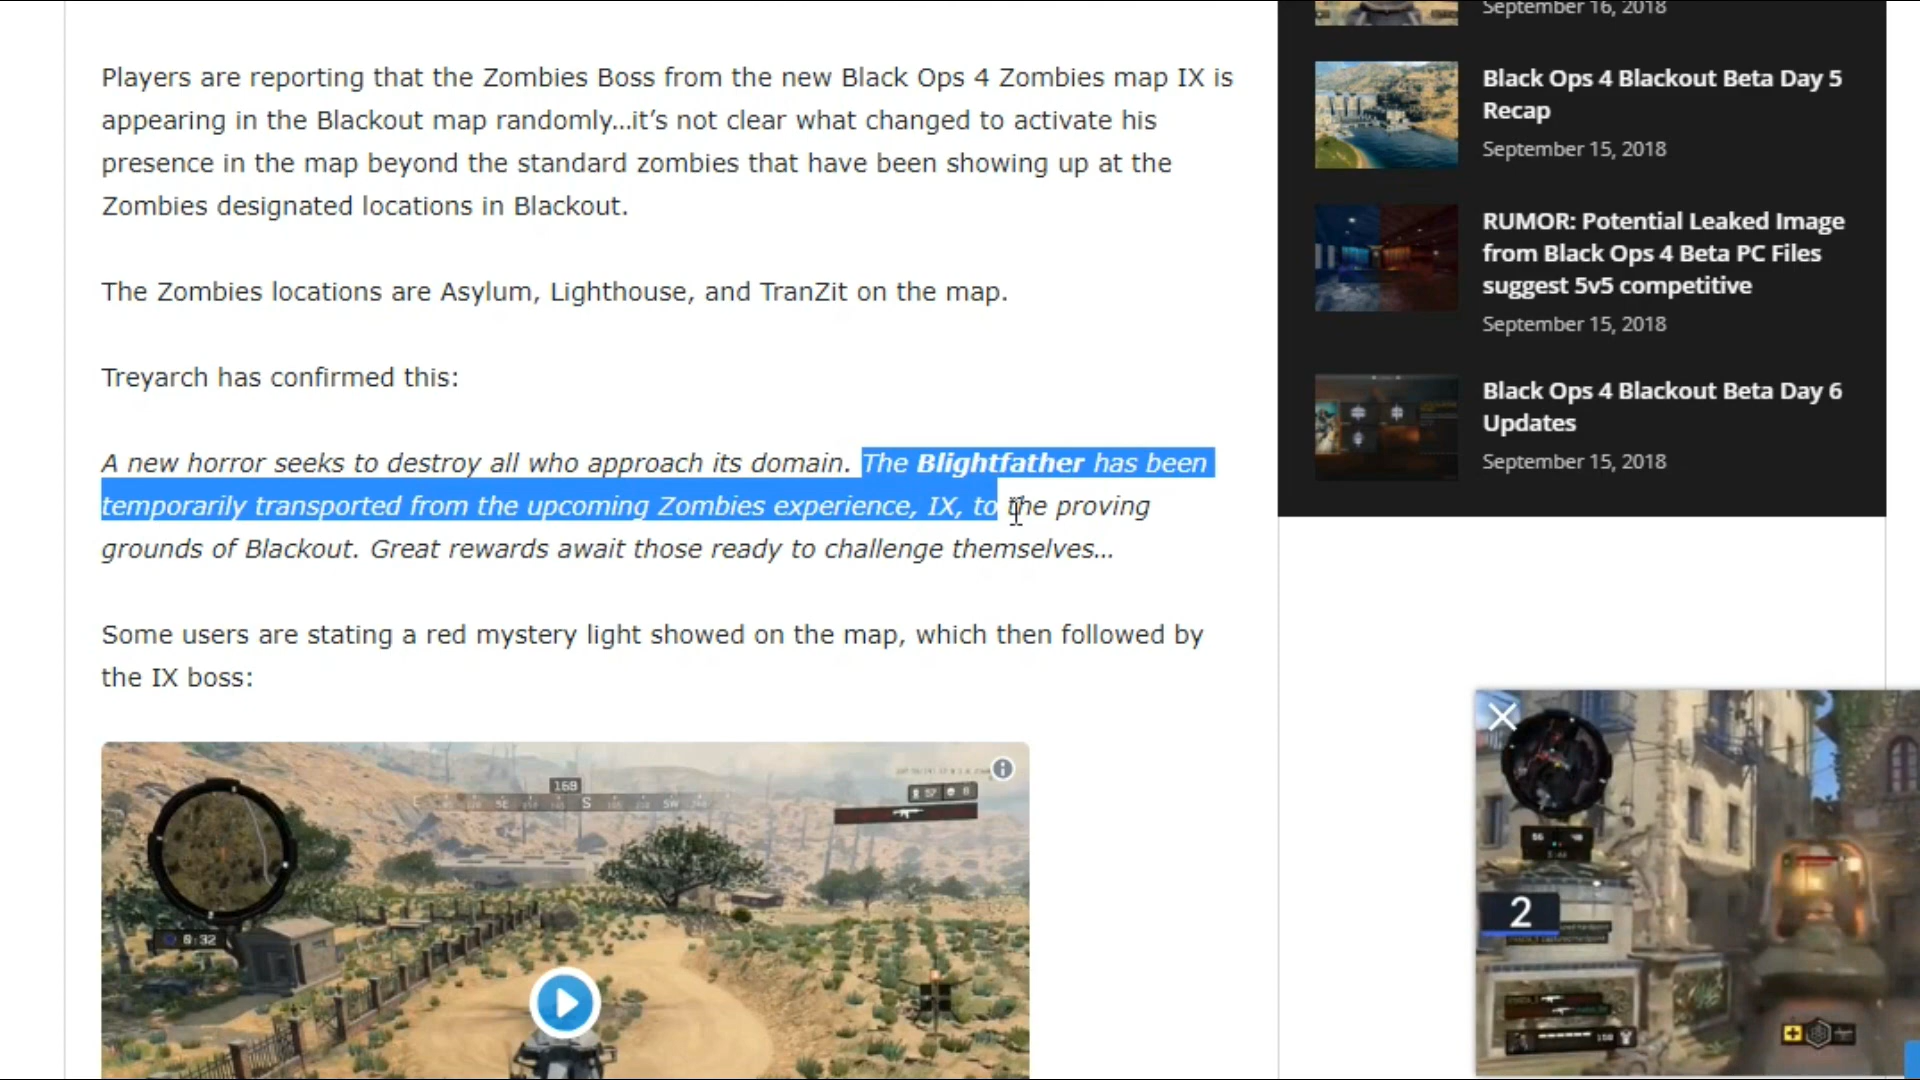 Players are reporting that the Zombies Boss from the new Black Ops 4 Zombies map IX is
appearing in the Blackout map randomly…it’s not clear what changed to activate his
presence in the map beyond the standard zombies that have been showing up at the
Zombies designated locations in Blackout.
The Zombies locations are Asylum, Lighthouse, and TranZit on the map.
Treyarch has confirmed this:
A new horror seeks to destroy all who approach its domain. The Blightfather has been
temporarily transported from the upcoming Zombies experience, IX, to the proving
grounds of Blackout. Great rewards await those ready to challenge themselves…
Some users are stating a red mystery light showed on the map, which then followed by
the IX boss:
168
SE
S
SW
57
0:32
September 16, 2018
Black Ops 4 Blackout Beta Day 5
Recap
September 15, 2018
RUMOR: Potential Leaked Image
from Black Ops 4 Beta PC Files
suggest 5v5 competitive
September 15, 2018
Black Ops 4 Blackout Beta Day 6
Updates
September 15, 2018
2
150